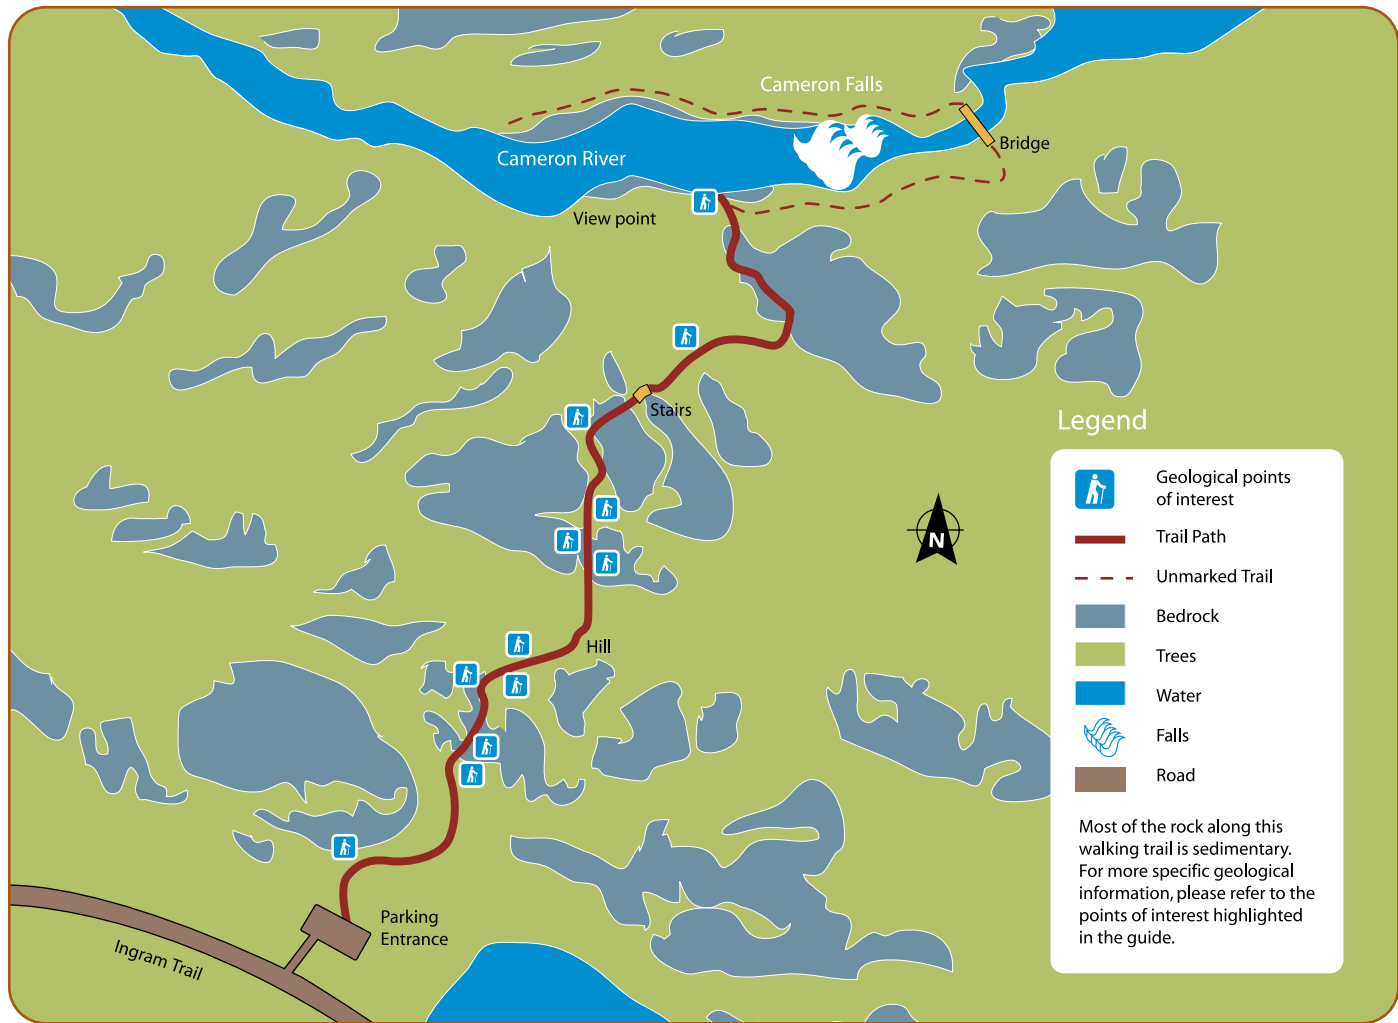 Cameron Falls
Bridge
Cameron River
View point
Stairs
Legend
Geological points
of interest
Trail Path
N
Unmarked Trail
Bedrock
Hill
Trees
Water
Falls
Road
Most of the rock along this
walking trail is sedimentary.
For more specific geological
information, please refer to the
points of interest highlighted
in the guide.
Parking
Entrance
Ingram Trail